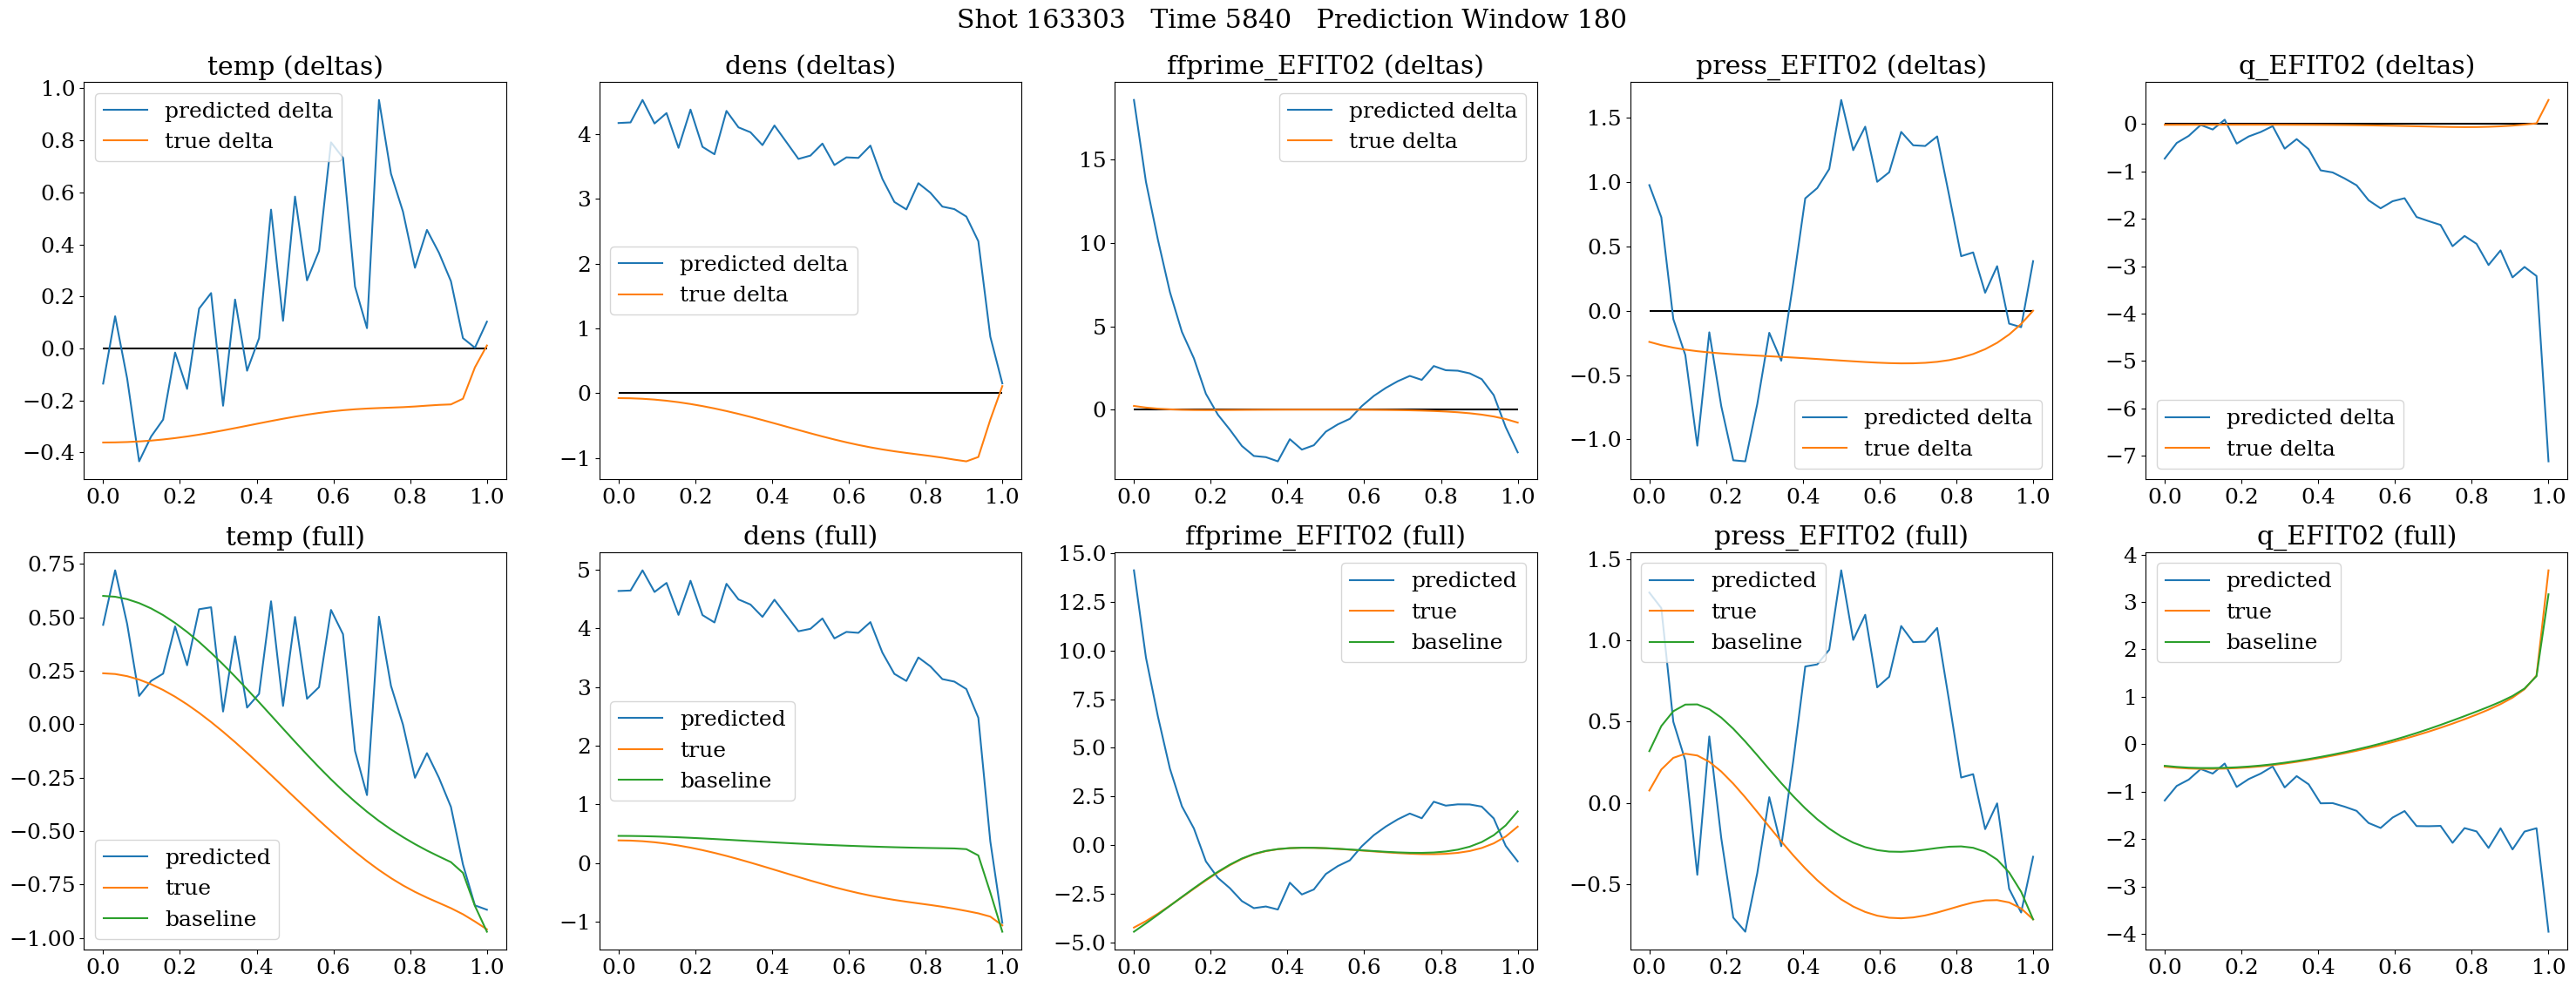 Shot 163303   Time 5840   Prediction Window 180
temp (deltas)
1.0
0.8
0.6
0.4
0.2
0.0
−0.2
−0.4
predicted delta
true delta
0.0 0.2 0.4 0.6 0.8 1.0
dens (deltas)
4
3
2
1
0
−1
predicted delta
true delta
0.0 0.2 0.4 0.6 0.8 1.0
ffprime_EFIT02 (deltas)
15
10
5
0
predicted delta
true delta
0.0 0.2 0.4 0.6 0.8 1.0
press_EFIT02 (deltas)
1.5
1.0
0.5
0.0
−0.5
−1.0
predicted delta
true delta
0.0 0.2 0.4 0.6 0.8 1.0
q_EFIT02 (deltas)
0
−1
−2
−3
−4
−5
−6
−7
predicted delta
true delta
0.0 0.2 0.4 0.6 0.8 1.0
temp (full)
0.75
0.50
0.25
0.00
−0.25
−0.50
−0.75
−1.00
predicted
true
baseline
0.0 0.2 0.4 0.6 0.8 1.0
dens (full)
5
4
3
2
1
0
−1
predicted
true
baseline
0.0 0.2 0.4 0.6 0.8 1.0
ffprime_EFIT02 (full)
15.0
12.5
10.0
7.5
5.0
2.5
0.0
−2.5
−5.0
predicted
true
baseline
0.0 0.2 0.4 0.6 0.8 1.0
press_EFIT02 (full)
1.5
1.0
0.5
0.0
−0.5
predicted
true
baseline
0.0 0.2 0.4 0.6 0.8 1.0
q_EFIT02 (full)
4
3
2
1
0
−1
−2
−3
−4
predicted
true
baseline
0.0 0.2 0.4 0.6 0.8 1.0